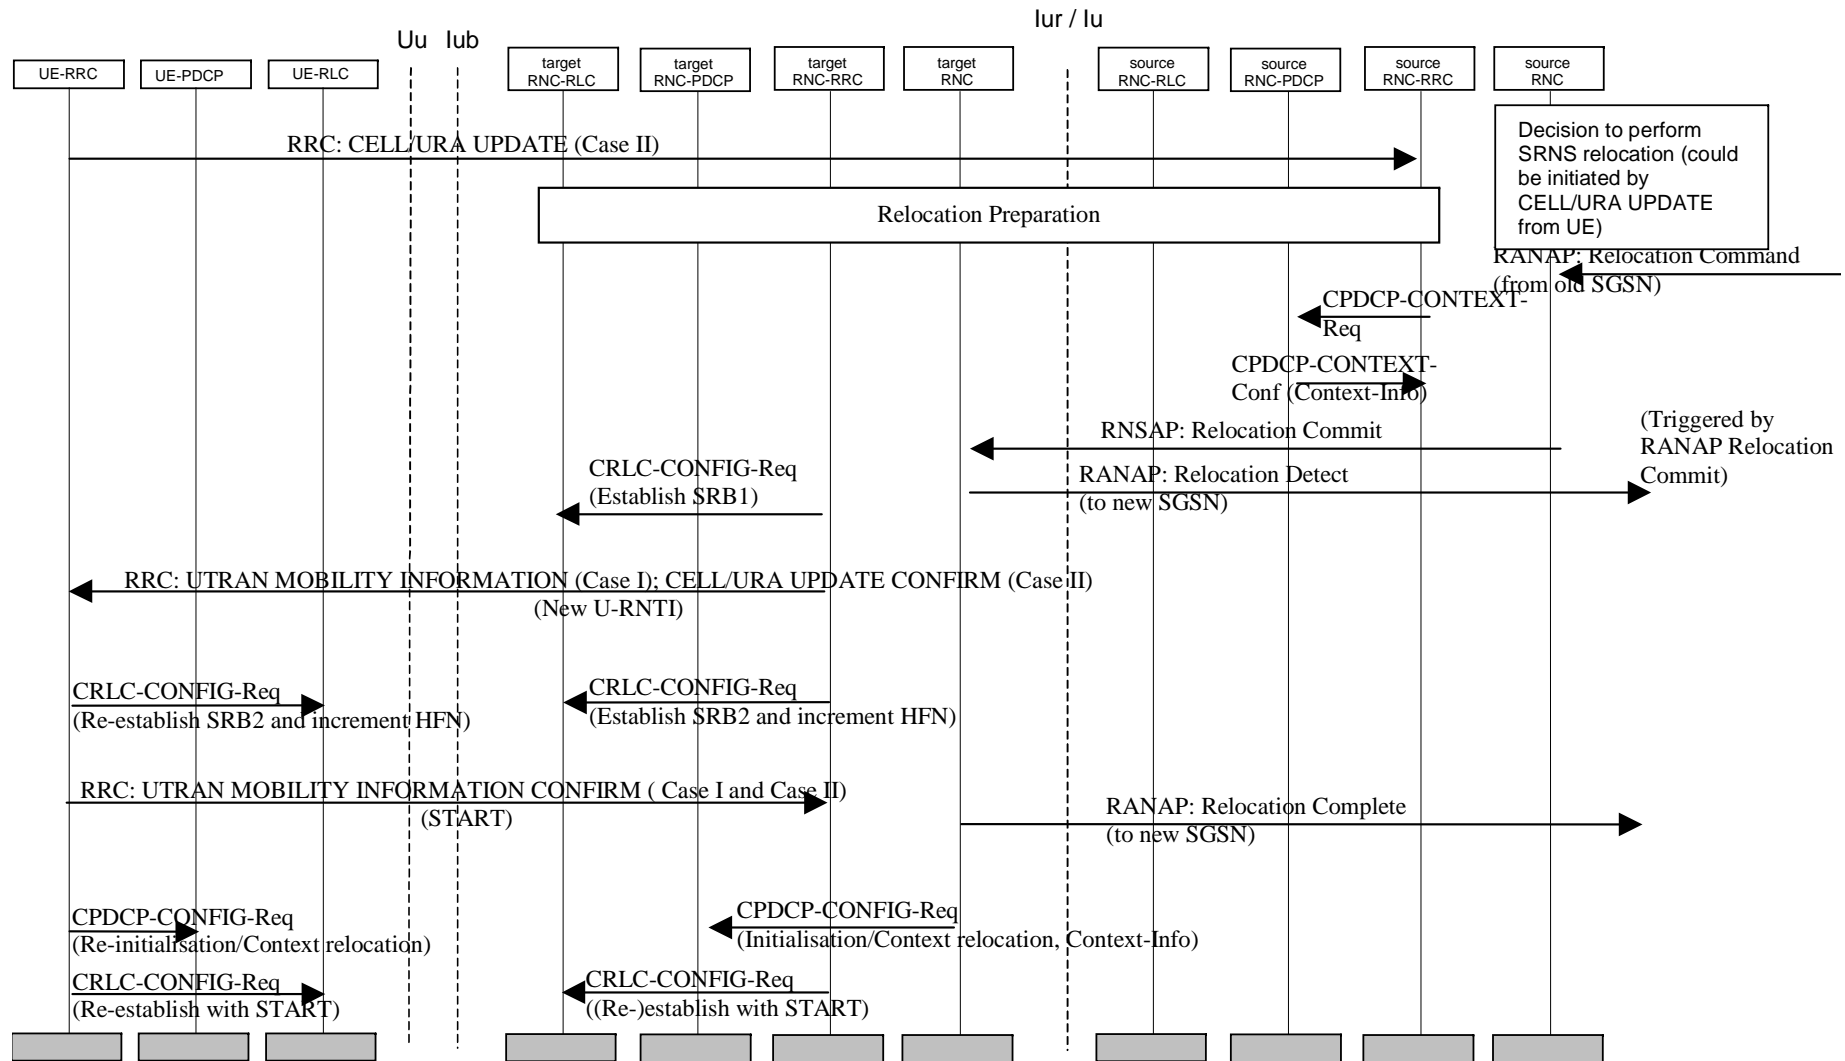 Iur / Iu
Uu Iub
UE-RRC
UE-PDCP
UE-RLC
target
RNC-RLC
target
RNC-PDCP
target
RNC-RRC
target
RNC
source
RNC-RLC
source
RNC-PDCP
source
RNC-RRC
source
RNC
Decision to perform
SRNS relocation (could
be initiated by
CELL/URA UPDATE
from UE)
RRC: CELL/URA UPDATE (Case II)
Relocation Preparation
RANAP: Relocation Command
(from old SGSN)
CPDCP-CONTEXT-
Req
CPDCP-CONTEXT-
Conf (Context-Info)
RNSAP: Relocation Commit
(Triggered by
RANAP Relocation
Commit)
CRLC-CONFIG-Req
(Establish SRB1)
RANAP: Relocation Detect
(to new SGSN)
RRC: UTRAN MOBILITY INFORMATION (Case I); CELL/URA UPDATE CONFIRM (Case II)
(New U-RNTI)
CRLC-CONFIG-Req
(Re-establish SRB2 and increment HFN)
CRLC-CONFIG-Req
(Establish SRB2 and increment HFN)
RRC: UTRAN MOBILITY INFORMATION CONFIRM ( Case I and Case II)
(START)
RANAP: Relocation Complete
(to new SGSN)
CPDCP-CONFIG-Req
(Re-initialisation/Context relocation)
CPDCP-CONFIG-Req
(Initialisation/Context relocation, Context-Info)
CRLC-CONFIG-Req
(Re-establish with START)
CRLC-CONFIG-Req
((Re-)establish with START)